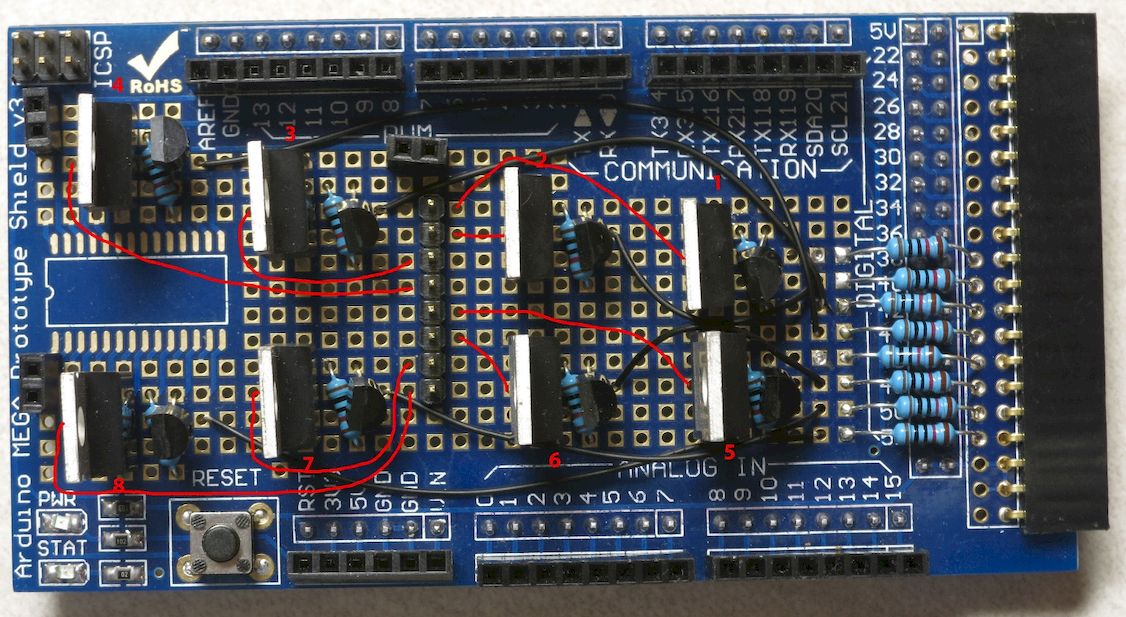 ICSP
RoHS
4
3
2
1
AREF
GND
13
12
11
10
9
8
7
PWM
TX3 14
RX3 15
TX2 16
RX2 17
TX1 18
RX1 19
SDA 20
SCL 21
COMMUNICATION
5V
22
24
26
28
30
32
34
36
DIGITAL
Arduino MEGA Prototype Shield V3
8
7
6
5
RESET
PWR
STAT
RST
3V3
5V
GND
GND
VIN
ANALOG IN
0
1
2
3
4
5
6
7
8
9
10
11
12
13
14
15